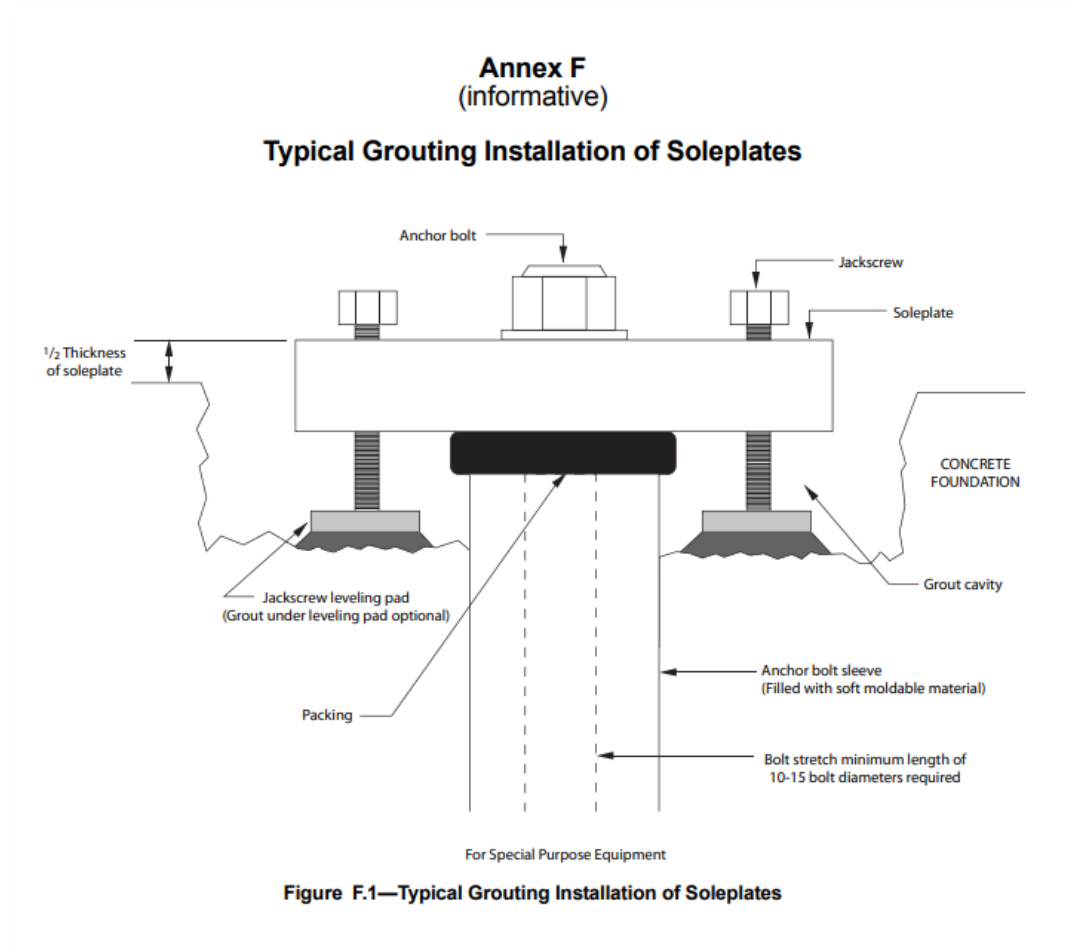 Annex F
(informative)
Typical Grouting Installation of Soleplates
Anchor bolt
Jackscrew
Soleplate
1/2 Thickness
of soleplate
CONCRETE
FOUNDATION
Grout cavity
Jackscrew leveling pad
(Grout under leveling pad optional)
Anchor bolt sleeve
(Filled with soft moldable material)
Packing
Bolt stretch minimum length of
10-15 bolt diameters required
For Special Purpose Equipment
Figure F.1—Typical Grouting Installation of Soleplates